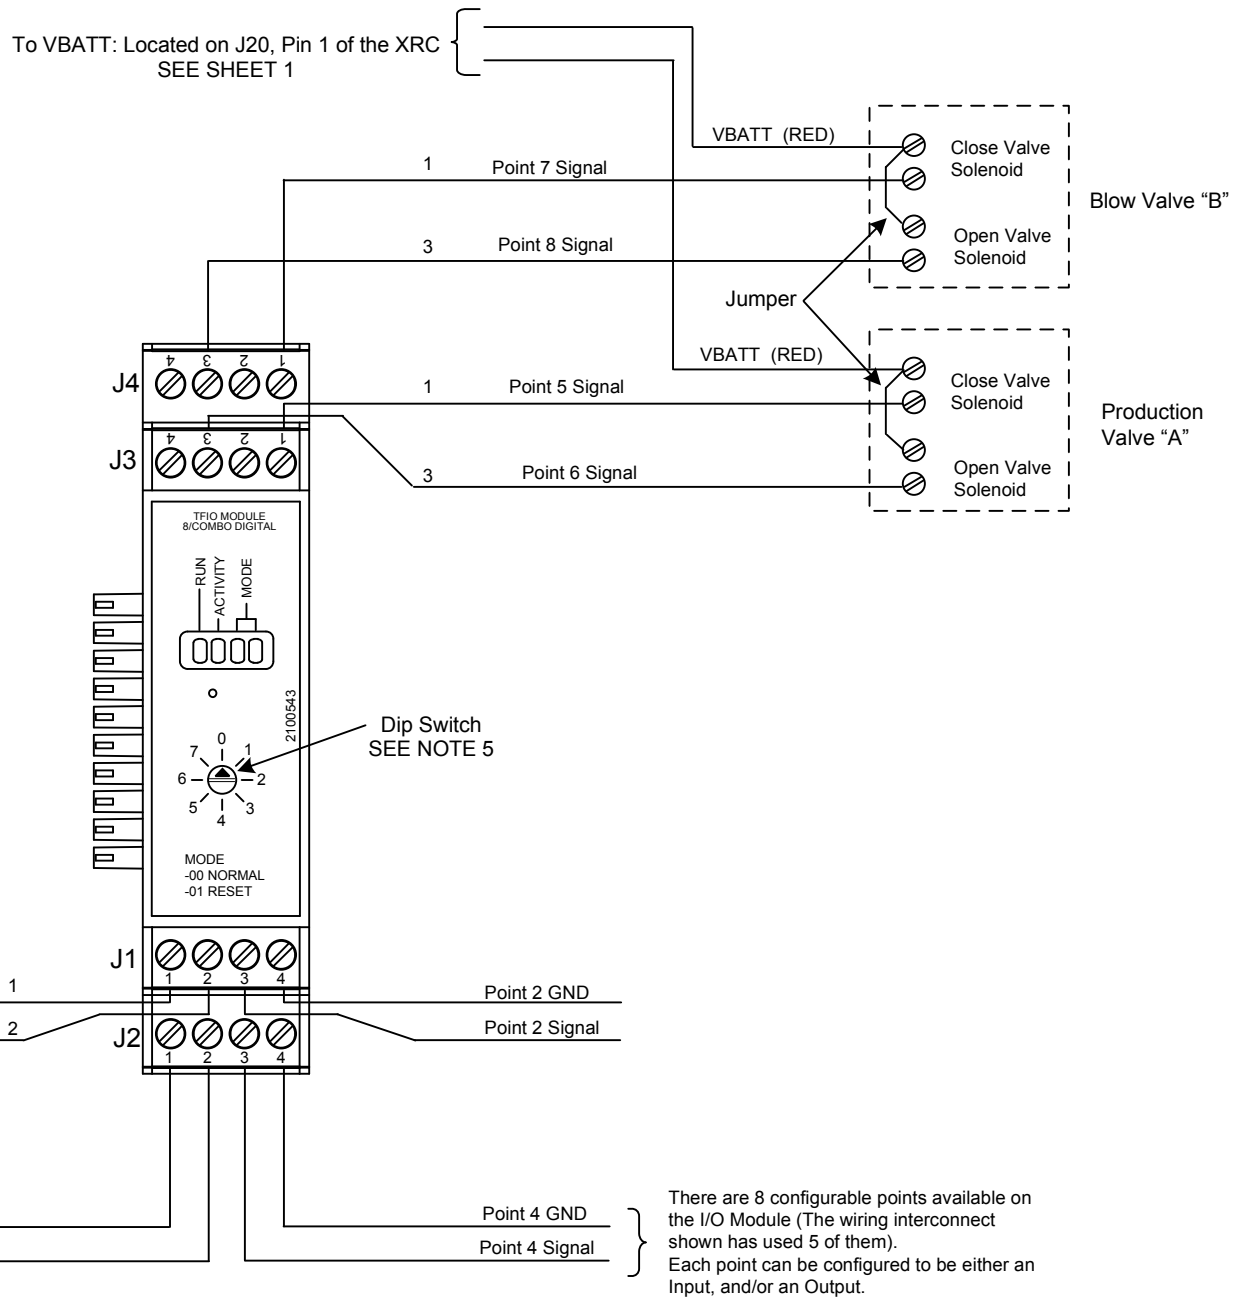 To VBATT: Located on J20, Pin 1 of the XRC
SEE SHEET 1
VBATT (RED)
Close Valve
Solenoid
1 Point 7 Signal
Blow Valve “B”
Open Valve
Solenoid
3 Point 8 Signal
Jumper
VBATT (RED)
Close Valve
Solenoid
1 Point 5 Signal
Production
Valve “A”
Open Valve
Solenoid
3 Point 6 Signal
J4
4 3 2 1
J3
4 3 2 1
TFIO MODULE
8/COMBO DIGITAL
RUN
ACTIVITY
MODE
2100543
Dip Switch
SEE NOTE 5
0
1
2
3
4
5
6
7
MODE
-00 NORMAL
-01 RESET
J1
1 2 3 4
1
2
Point 2 GND
Point 2 Signal
J2
1 2 3 4
Point 4 GND
Point 4 Signal
There are 8 configurable points available on
the I/O Module (The wiring interconnect
shown has used 5 of them).
Each point can be configured to be either an
Input, and/or an Output.